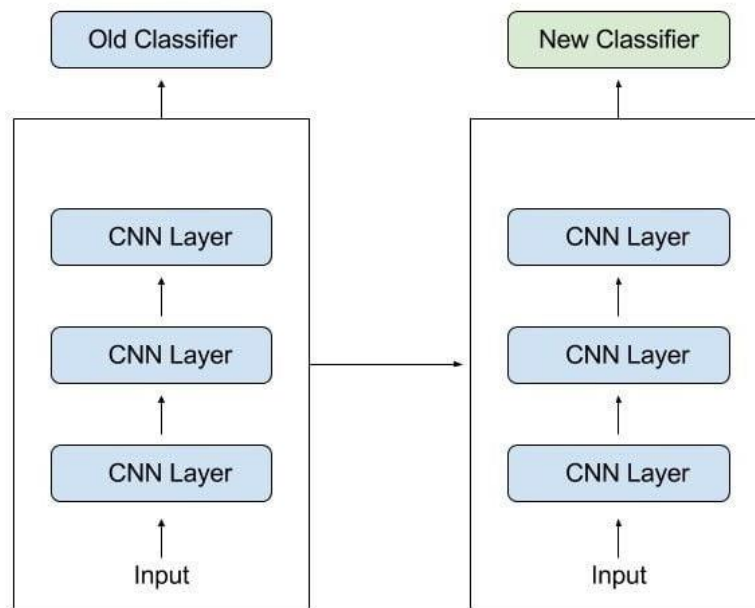 Old Classifier
CNN Layer
CNN Layer
CNN Layer
Input
New Classifier
CNN Layer
CNN Layer
CNN Layer
Input